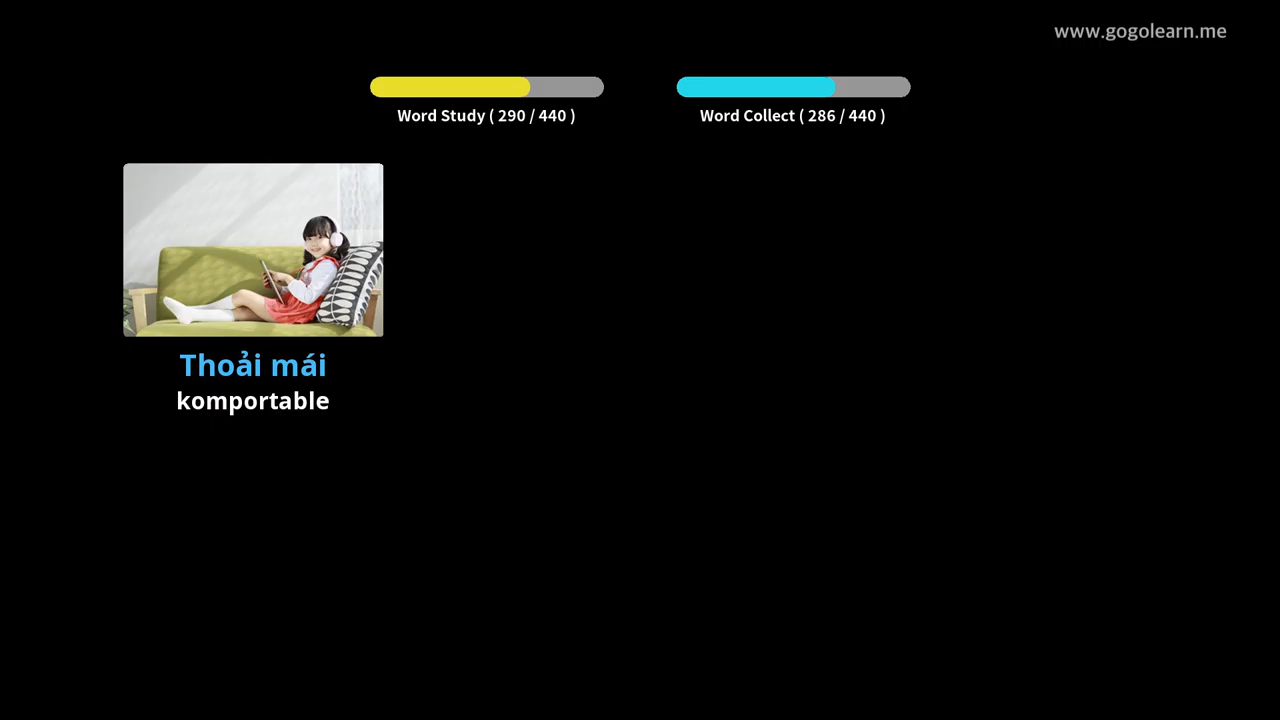 www.gogolearn.me
Word Study ( 290 / 440 )
Word Collect ( 286 / 440 )
Thoải mái
komportable